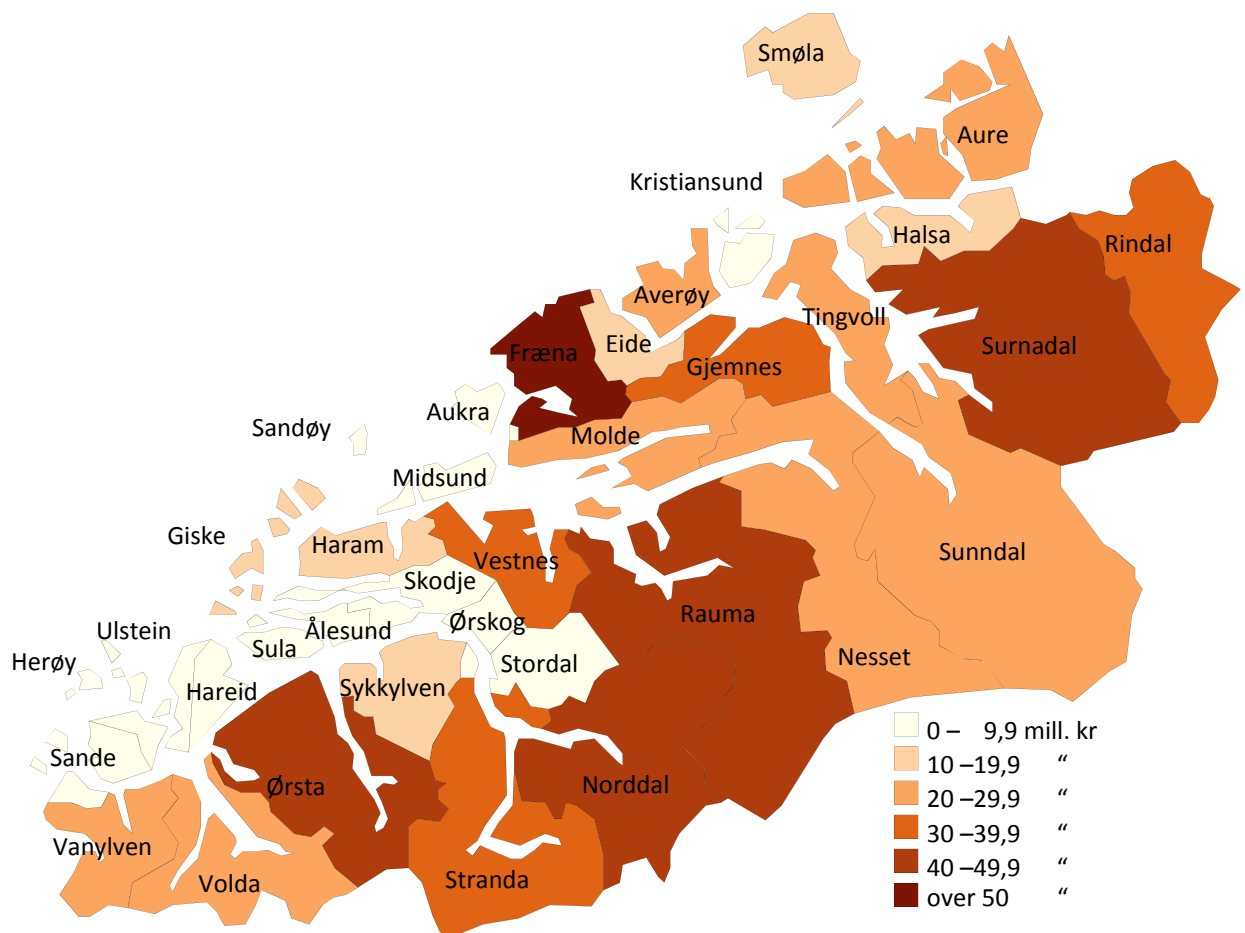 Smøla
Aure
Kristiansund
Halsa
Rindal
Averøy
Tingvoll
Eide
Surnadal
Fræna
Gjemnes
Aukra
Sandøy
Molde
Midsund
Giske
Haram
Vestnes
Sunndal
Skodje
Rauma
Ulstein
Ålesund
Ørskog
Sula
Herøy
Stordal
Nesset
Hareid
Sykkylven
0 – 9,9 mill. kr
Sande
10 –19,9 “
Ørsta
Norddal
20 –29,9 “
30 –39,9 “
Vanylven
40 –49,9 “
Volda
Stranda
over 50 “